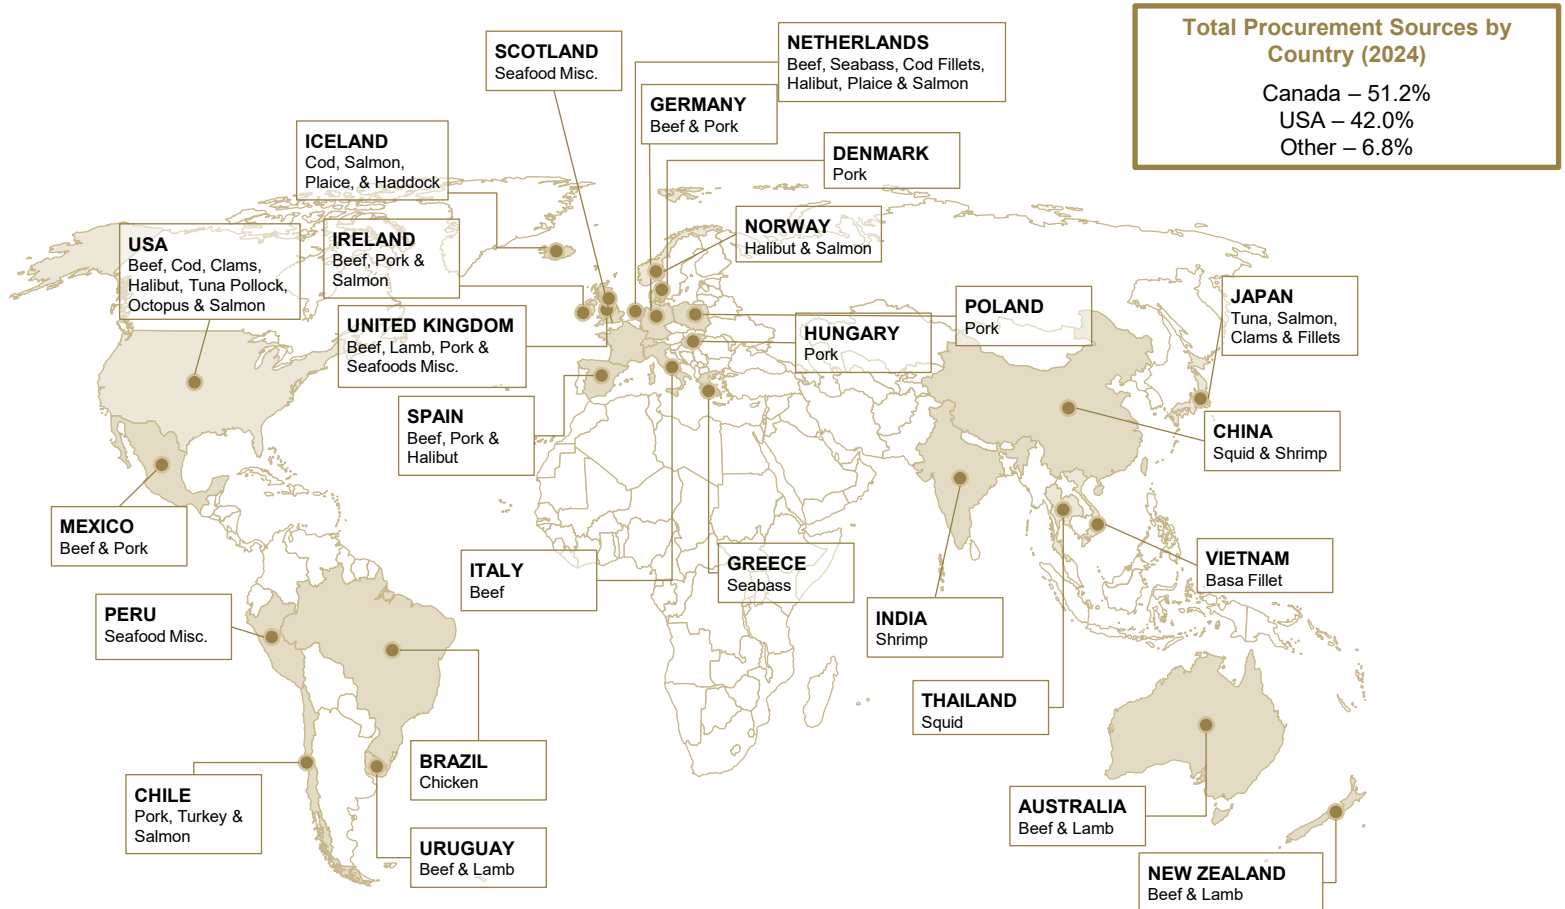 Total Procurement Sources by
Country (2024)
Canada – 51.2%
USA – 42.0%
Other – 6.8%
SCOTLAND
Seafood Misc.
NETHERLANDS
Beef, Seabass, Cod Fillets,
Halibut, Plaice & Salmon
GERMANY
Beef & Pork
DENMARK
Pork
ICELAND
Cod, Salmon,
Plaice, & Haddock
NORWAY
Halibut & Salmon
USA
Beef, Cod, Clams,
Halibut, Tuna Pollock,
Octopus & Salmon
IRELAND
Beef, Pork &
Salmon
UNITED KINGDOM
Beef, Lamb, Pork &
Seafoods Misc.
POLAND
Pork
HUNGARY
Pork
JAPAN
Tuna, Salmon,
Clams & Fillets
SPAIN
Beef, Pork &
Halibut
CHINA
Squid & Shrimp
MEXICO
Beef & Pork
ITALY
Beef
GREECE
Seabass
VIETNAM
Basa Fillet
PERU
Seafood Misc.
INDIA
Shrimp
THAILAND
Squid
BRAZIL
Chicken
CHILE
Pork, Turkey &
Salmon
URUGUAY
Beef & Lamb
AUSTRALIA
Beef & Lamb
NEW ZEALAND
Beef & Lamb